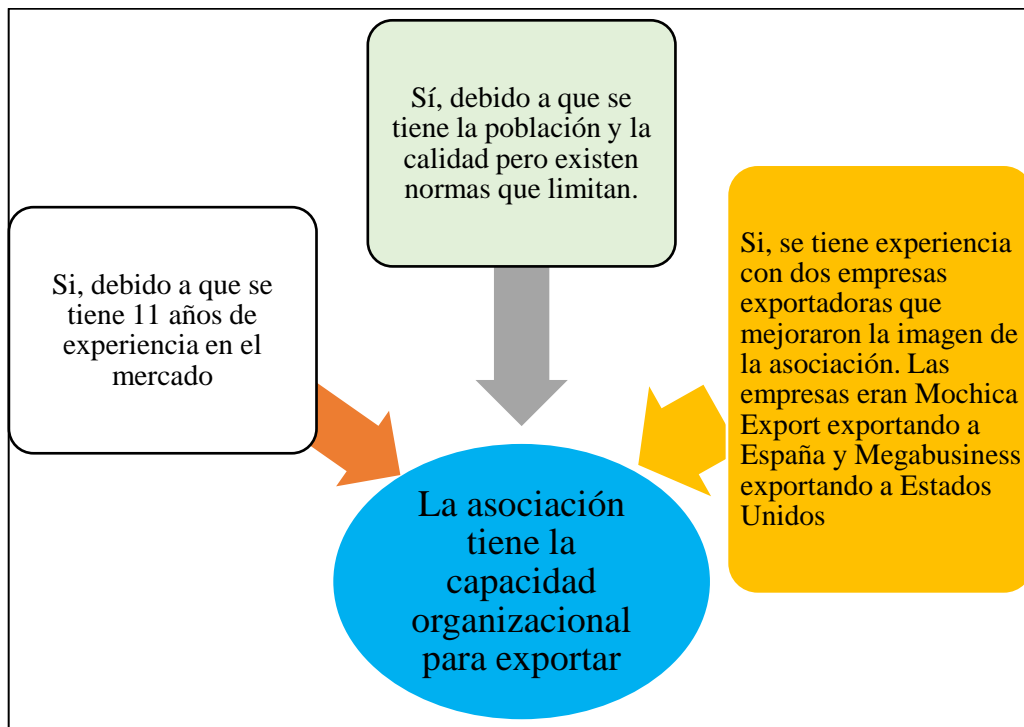 Sí, debido a que se
tiene la población y la
calidad pero existen
normas que limitan.
Si, debido a que se
tiene 11 años de
experiencia en el
mercado
Si, se tiene experiencia
con dos empresas
exportadoras que
mejoraron la imagen de
la asociación. Las
empresas eran Mochica
Export exportando a
España y Megabusiness
exportando a Estados
Unidos
La asociación
tiene la
capacidad
organizacional
para exportar